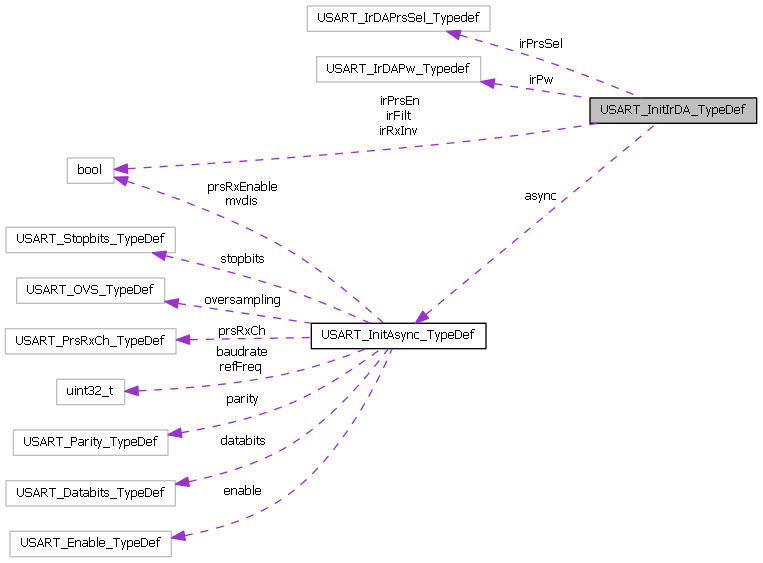 USART_IrDAPrsSel_Typedef
irPrsSel
USART_IrDAPw_Typedef
irPw
USART_InitIrDA_TypeDef
irPrsEn
irFilt
irRxInv
bool
prsRxEnable
mvdis
async
USART_Stopbits_TypeDef
stopbits
USART_OVS_TypeDef
oversampling
USART_PrsRxCh_TypeDef
prsRxCh
USART_InitAsync_TypeDef
baudrate
refFreq
uint32_t
parity
USART_Parity_TypeDef
databits
USART_Databits_TypeDef
enable
USART_Enable_TypeDef